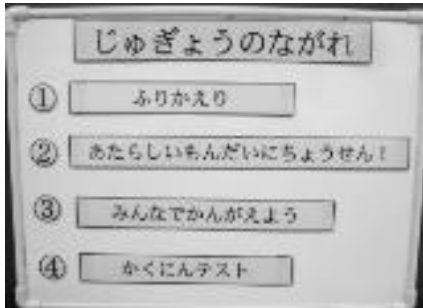 じゅぎょうのながれ
① ふりかえり
② あたらしいもんだいにちょうせん!
③ みんなでかんがえよう
④ かくにんテスト